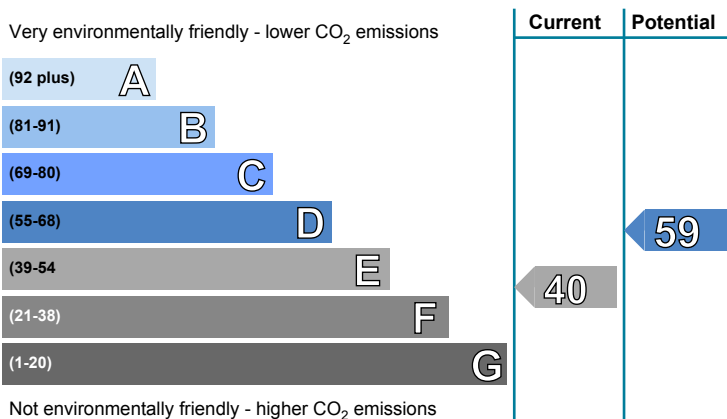 Very environmentally friendly - lower CO2 emissions
Current
Potential
(92 plus) A
(81-91) B
(69-80) C
(55-68) D
59
(39-54 E
40
(21-38) F
(1-20) G
Not environmentally friendly - higher CO2 emissions